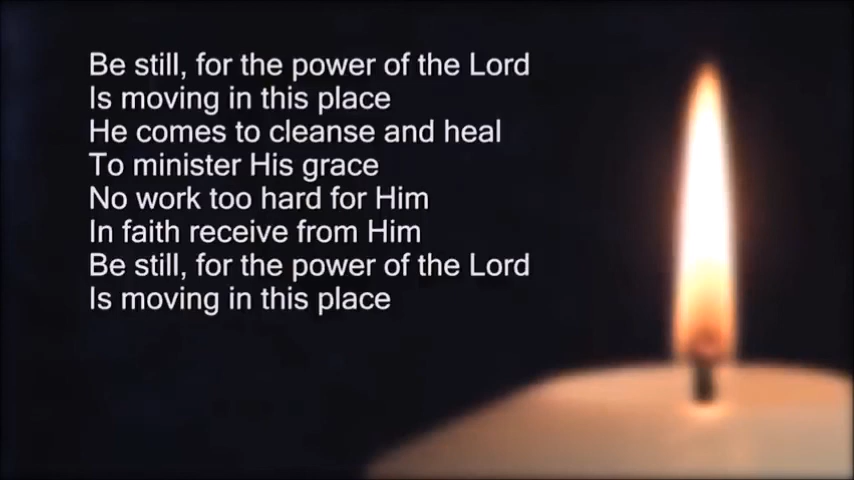 Be still, for the power of the Lord
Is moving in this place
He comes to cleanse and heal
To minister His grace
No work too hard for Him
In faith receive from Him
Be still, for the power of the Lord
Is moving in this place